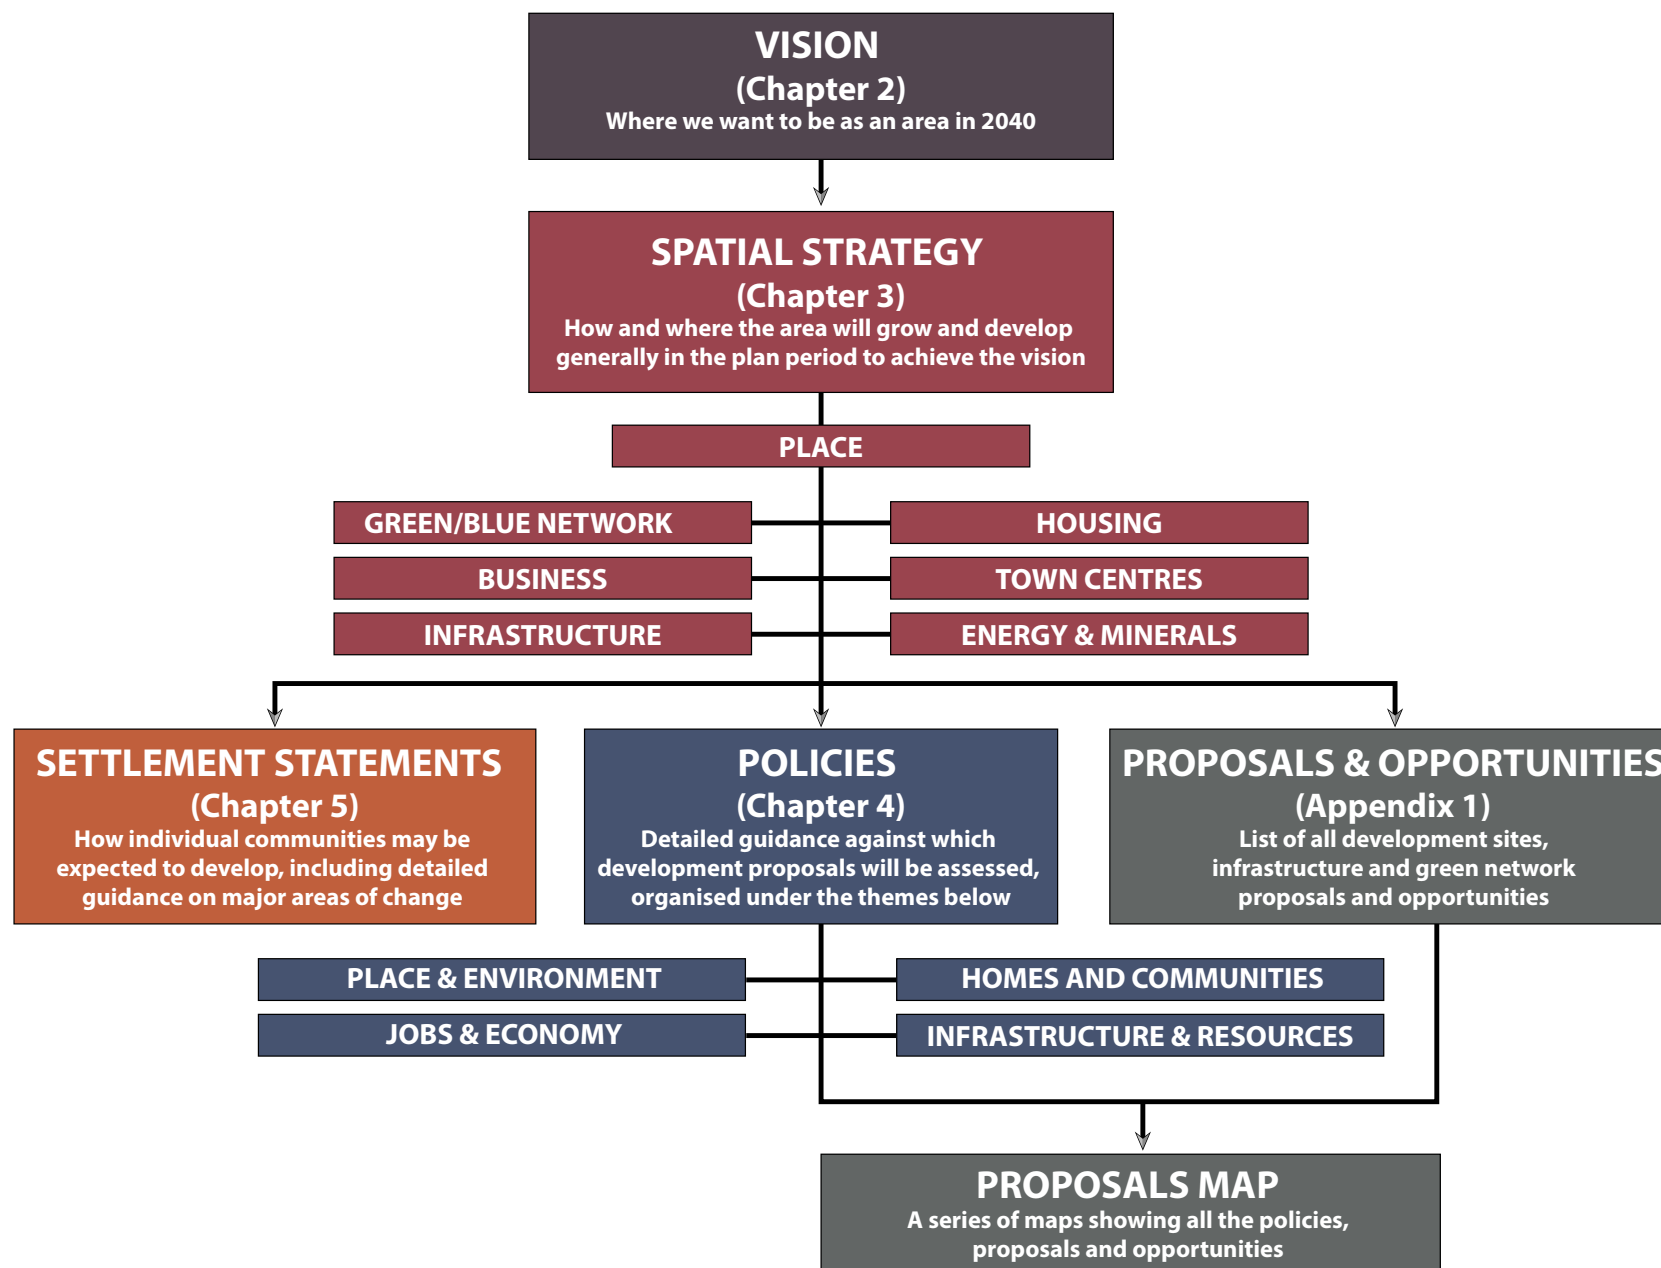 VISION
(Chapter 2)
Where we want to be as an area in 2040
SPATIAL STRATEGY
(Chapter 3)
How and where the area will grow and develop
generally in the plan period to achieve the vision
PLACE
GREEN/BLUE NETWORK
HOUSING
BUSINESS
TOWN CENTRES
INFRASTRUCTURE
ENERGY & MINERALS
SETTLEMENT STATEMENTS
(Chapter 5)
How individual communities may be
expected to develop, including detailed
guidance on major areas of change
POLICIES
(Chapter 4)
Detailed guidance against which
development proposals will be assessed,
organised under the themes below
PROPOSALS & OPPORTUNITIES
(Appendix 1)
List of all development sites,
infrastructure and green network
proposals and opportunities
PLACE & ENVIRONMENT
HOMES AND COMMUNITIES
JOBS & ECONOMY
INFRASTRUCTURE & RESOURCES
PROPOSALS MAP
A series of maps showing all the policies,
proposals and opportunities